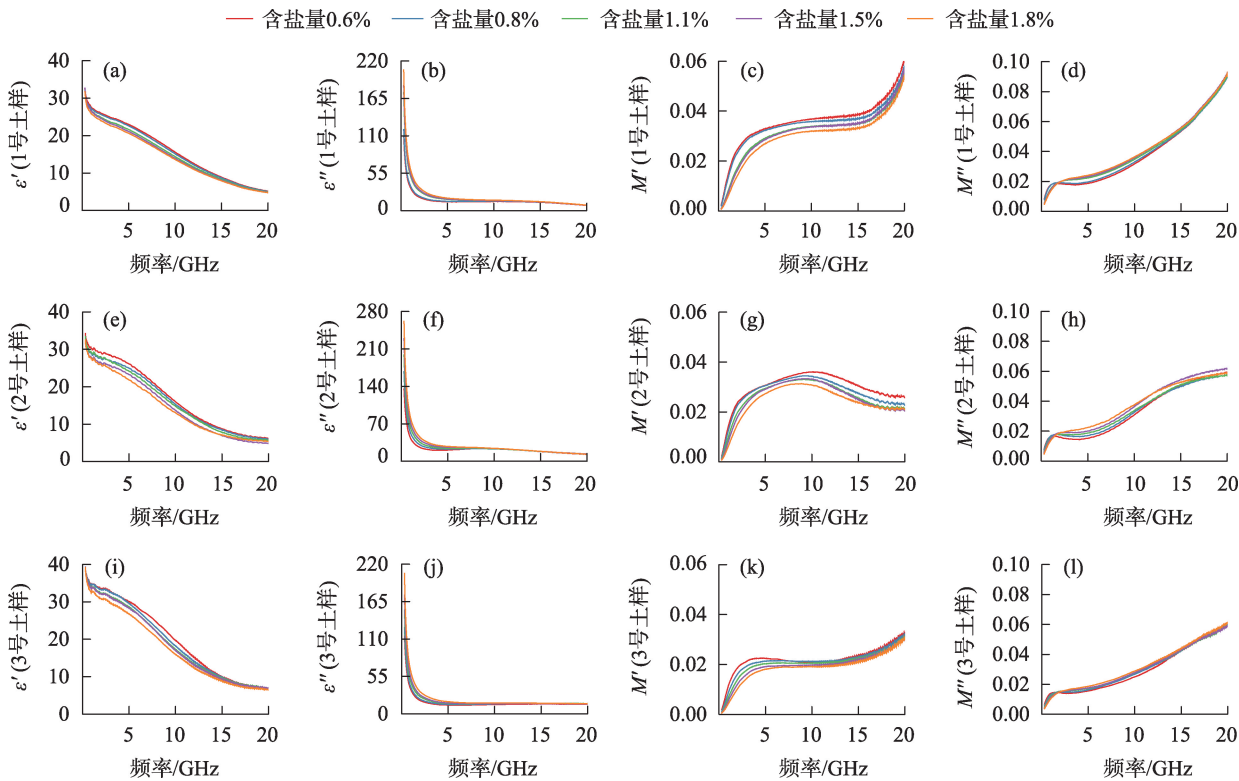 含盐量0.6% 含盐量0.8% 含盐量1.1% 含盐量1.5% 含盐量1.8%
(a) (b) (c) (d)
ε′(1号土样) ε″(1号土样) M′(1号土样) M″(1号土样)
40 220 0.06 0.10
30 165 0.04 0.08
20 110 0.02 0.06
10 55 0.00 0.04
0 0 0.02
0.00
5 10 15 20 5 10 15 20 5 10 15 20 5 10 15 20
频率/GHz 频率/GHz 频率/GHz 频率/GHz
(e) (f) (g) (h)
ε′(2号土样) ε″(2号土样) M′(2号土样) M″(2号土样)
40 280 0.06 0.10
30 210 0.04 0.08
20 140 0.02 0.06
10 70 0.00 0.04
0 0 0.02
0.00
5 10 15 20 5 10 15 20 5 10 15 20 5 10 15 20
频率/GHz 频率/GHz 频率/GHz 频率/GHz
(i) (j) (k) (l)
ε′(3号土样) ε″(3号土样) M′(3号土样) M″(3号土样)
40 220 0.06 0.10
30 165 0.04 0.08
20 110 0.02 0.06
10 55 0.00 0.04
0 0 0.02
0.00
5 10 15 20 5 10 15 20 5 10 15 20 5 10 15 20
频率/GHz 频率/GHz 频率/GHz 频率/GHz